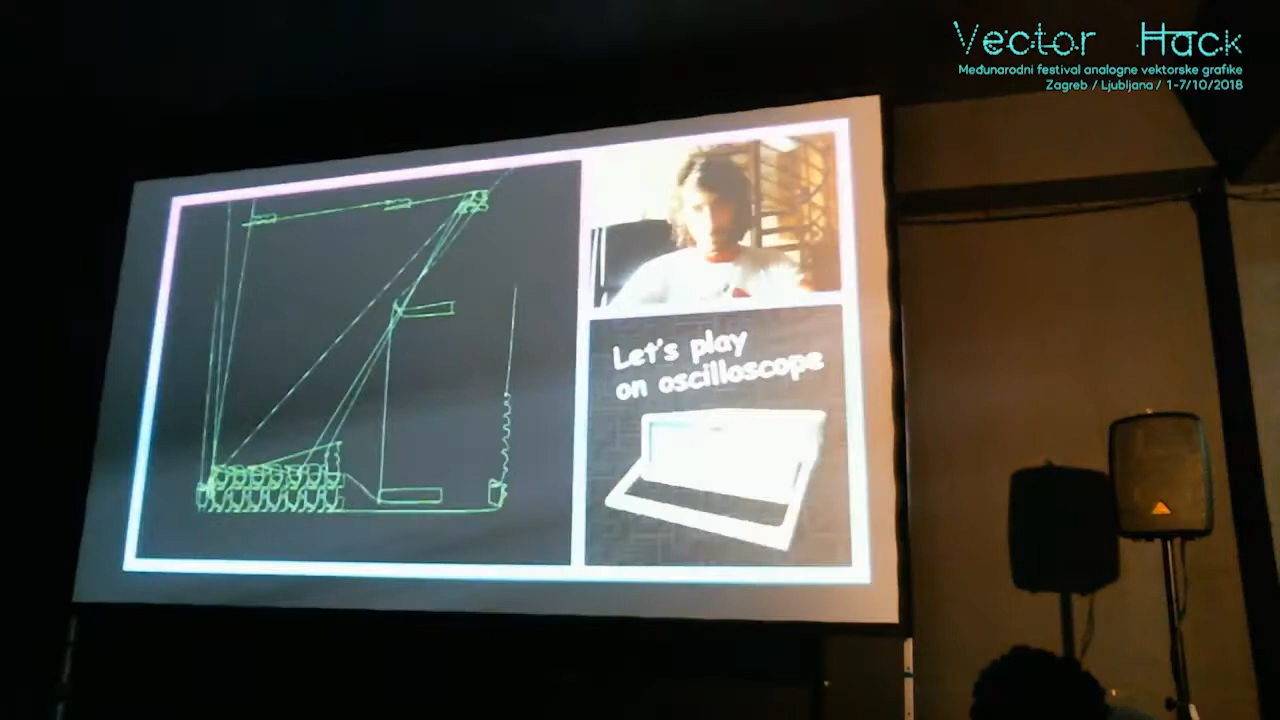 Vector Hack
Međunarodni festival analogne vektorske grafike
Zagreb / Ljubljana / 1-7/10/2018
Let's play
on oscilloscope